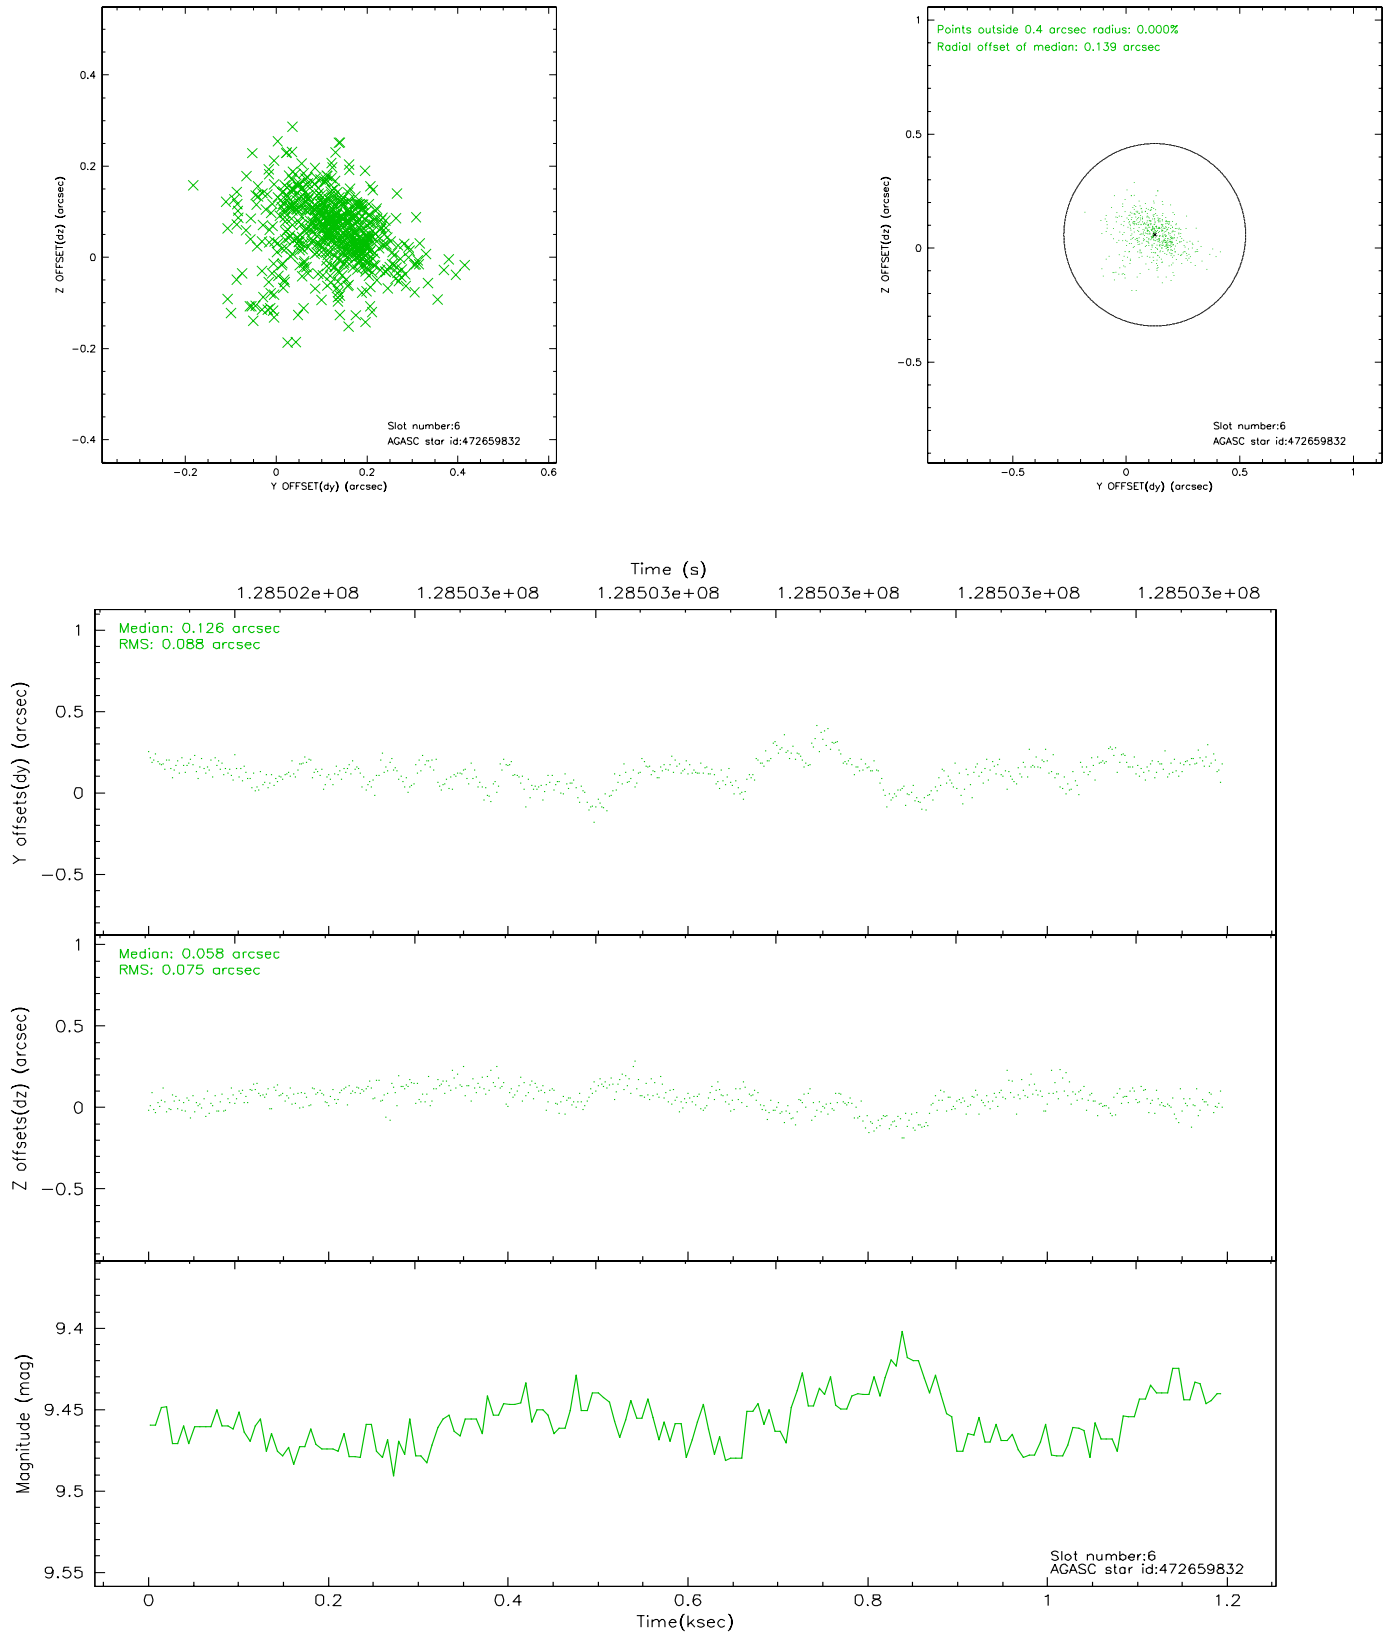 0.4
0.2
0
−0.2
−0.4
Z OFFSET(dz) (arcsec)
Slot number:6
AGASC star id:472659832
−0.2 0 0.2 0.4 0.6
Y OFFSET(dy) (arcsec)
Points outside 0.4 arcsec radius: 0.000%
Radial offset of median: 0.139 arcsec
1
0.5
0
−0.5
Z OFFSET(dz) (arcsec)
Slot number:6
AGASC star id:472659832
−0.5 0 0.5 1
Y OFFSET(dy) (arcsec)
Time (s)
1.28502e+08 1.28503e+08 1.28503e+08 1.28503e+08 1.28503e+08 1.28503e+08
Median: 0.126 arcsec
RMS: 0.088 arcsec
1
0.5
0
−0.5
Y offsets(dy) (arcsec)
Median: 0.058 arcsec
RMS: 0.075 arcsec
1
0.5
0
−0.5
Z offsets(dz) (arcsec)
9.4
9.45
9.5
9.55
Magnitude (mag)
Slot number:6
AGASC star id:472659832
0 0.2 0.4 0.6 0.8 1 1.2
Time(ksec)